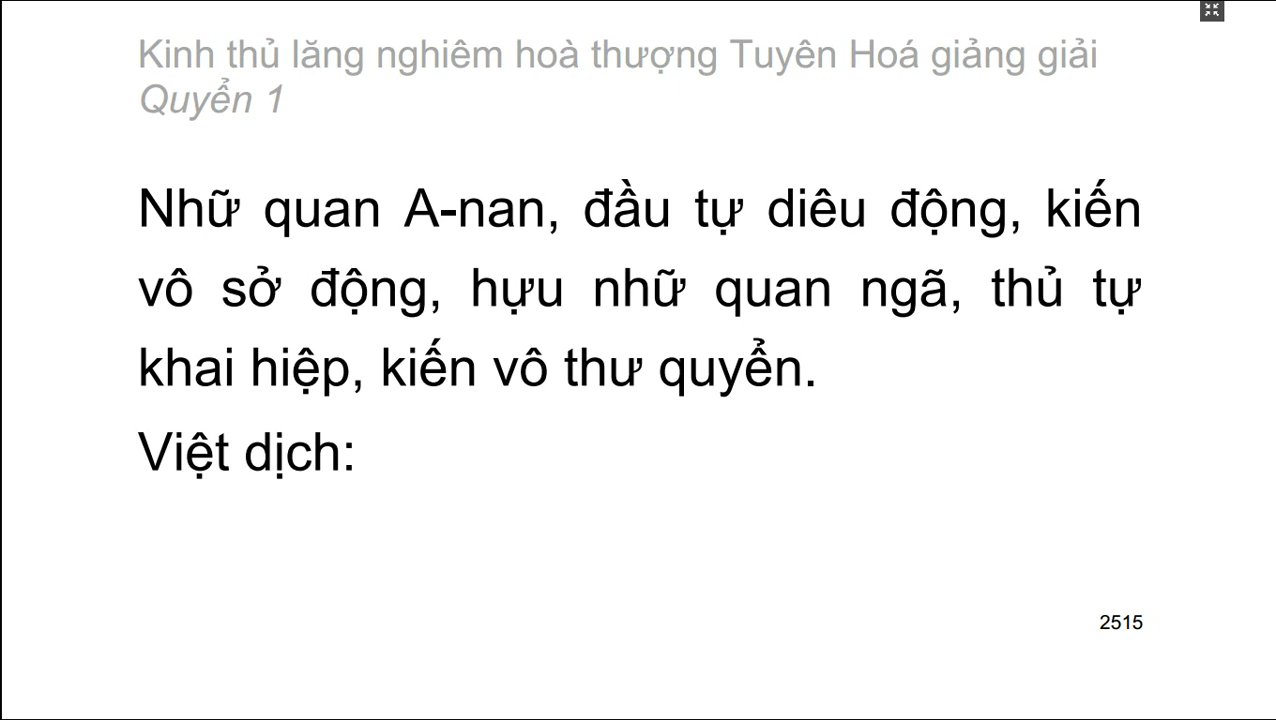 Kinh thủ lăng nghiêm hoà thượng Tuyên Hoá giảng giải
Quyển 1
Nhữ quan A-nan, đầu tự diêu động, kiến
vô sở động, hựu nhữ quan ngã, thủ tự
khai hiệp, kiến vô thư quyển.
Việt dịch:
2515